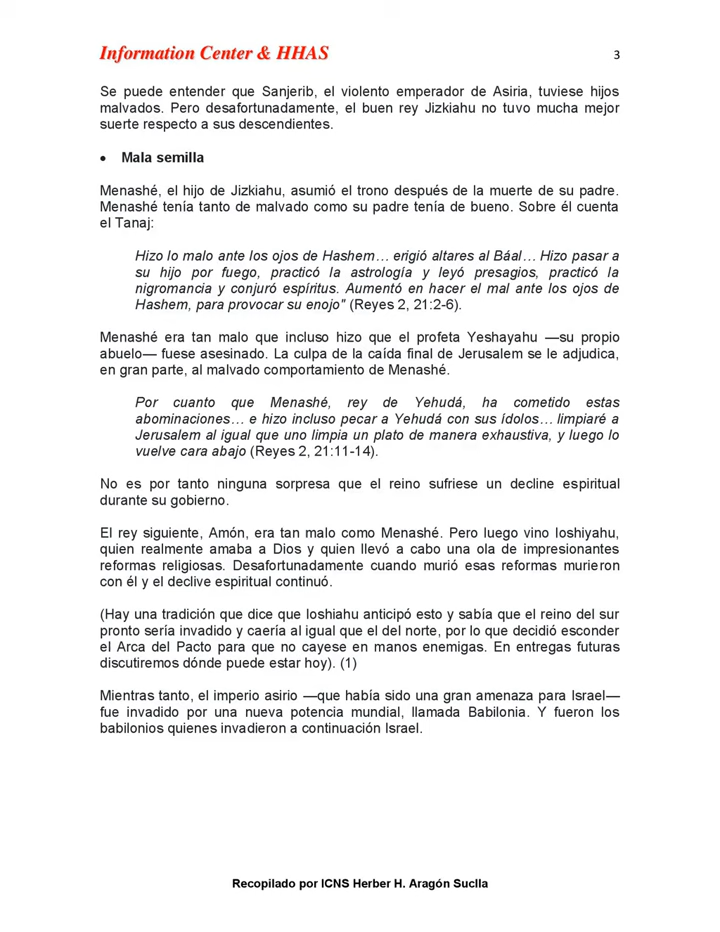 Information Center & HHAS
3
Se puede entender que Sanjerib, el violento emperador de Asiria, tuviese hijos
malvados. Pero desafortunadamente, el buen rey Jizkiahu no tuvo mucha mejor
suerte respecto a sus descendientes.
• Mala semilla
Menashé, el hijo de Jizkiahu, asumió el trono después de la muerte de su padre.
Menashé tenía tanto de malvado como su padre tenía de bueno. Sobre él cuenta
el Tanaj:
Hizo lo malo ante los ojos de Hashem… erigió altares al Báal… Hizo pasar a
su hijo por fuego, practicó la astrología y leyó presagios, practicó la
nigromancia y conjuró espíritus. Aumentó en hacer el mal ante los ojos de
Hashem, para provocar su enojo" (Reyes 2, 21:2-6).
Menashé era tan malo que incluso hizo que el profeta Yeshayahu —su propio
abuelo— fuese asesinado. La culpa de la caída final de Jerusalem se le adjudica,
en gran parte, al malvado comportamiento de Menashé.
Por cuanto que Menashé, rey de Yehudá, ha cometido estas
abominaciones… e hizo incluso pecar a Yehudá con sus ídolos… limpiaré a
Jerusalem al igual que uno limpia un plato de manera exhaustiva, y luego lo
vuelve cara abajo (Reyes 2, 21:11-14).
No es por tanto ninguna sorpresa que el reino sufriese un decline espiritual
durante su gobierno.
El rey siguiente, Amón, era tan malo como Menashé. Pero luego vino Ioshiyahu,
quien realmente amaba a Dios y quien llevó a cabo una ola de impresionantes
reformas religiosas. Desafortunadamente cuando murió esas reformas murieron
con él y el declive espiritual continuó.
(Hay una tradición que dice que Ioshiahu anticipó esto y sabía que el reino del sur
pronto sería invadido y caería al igual que el del norte, por lo que decidió esconder
el Arca del Pacto para que no cayese en manos enemigas. En entregas futuras
discutiremos dónde puede estar hoy). (1)
Mientras tanto, el imperio asirio —que había sido una gran amenaza para Israel—
fue invadido por una nueva potencia mundial, llamada Babilonia. Y fueron los
babilonios quienes invadieron a continuación Israel.
Recopilado por ICNS Herber H. Aragón Suclla